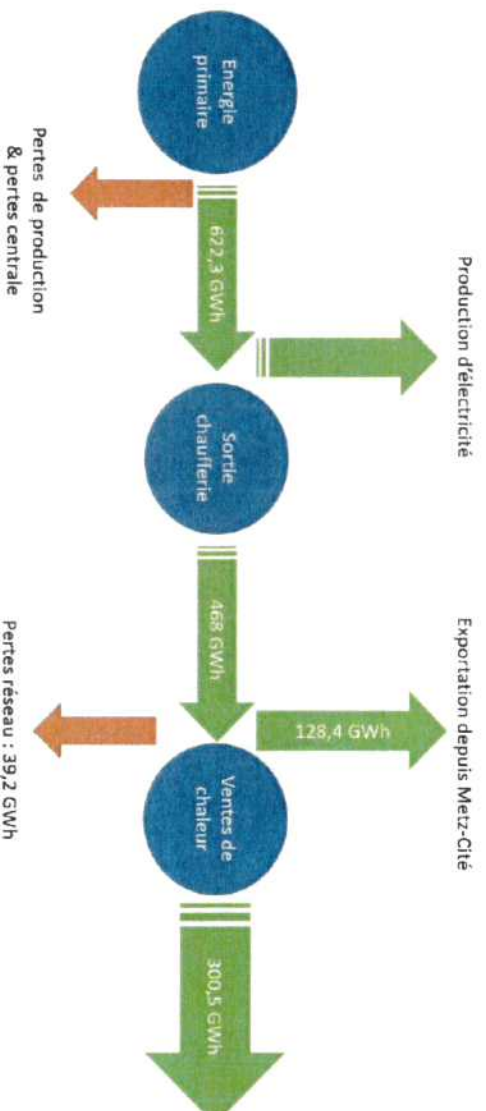 Production d'électricité
Exportation depuis Metz-Cité
128,4 GWh
Energie
primaire
622,3 GWh
Sortie
chaufferie
468 GWh
Ventes de
chaleur
300,5 GWh
Pertes de production
& pertes centrale
Pertes réseau : 39,2 GWh